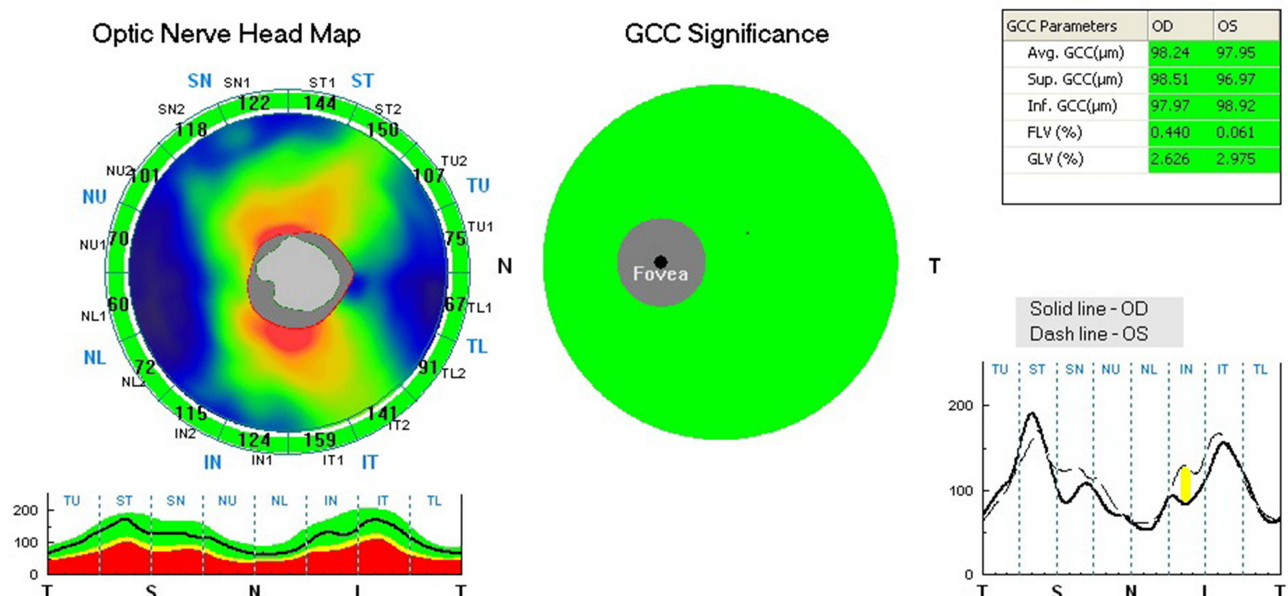 Optic Nerve Head Map
SN SN1 ST1 ST
122 144
SN2 ST2
118 150
NU2 TU2
101 107
NU TU
NU1 TU1
70 75
60 67
NL1 TL1
NL TL
72 91
NL2 TL2
115 141
IN2 IT2
124 159
IN IN1 IT1 IT
TU ST SN NU NL IN IT TL
200
100
0
T S N I T
GCC Significance
N T
Fovea
GCC Parameters OD OS
Avg. GCC(µm) 98.24 97.95
Sup. GCC(µm) 98.51 96.97
Inf. GCC(µm) 97.97 98.92
FLV (%) 0.440 0.061
GLV (%) 2.626 2.975
Solid line - OD
Dash line - OS
TU ST SN NU NL IN IT TL
200
100
0
T S N I T